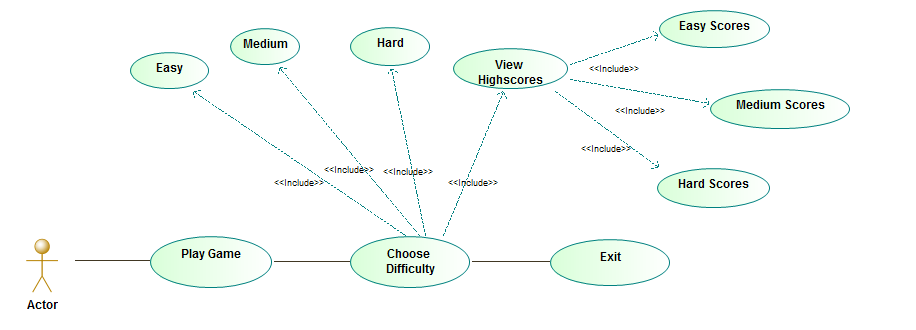 Easy Scores
Medium
Hard
View
Highscores
Easy
<<Include>>
Medium Scores
<<Include>>
<<Include>>
<<Include>>
<<Include>>
<<Include>>
<<Include>>
Hard Scores
Play Game
Choose
Difficulty
Exit
Actor